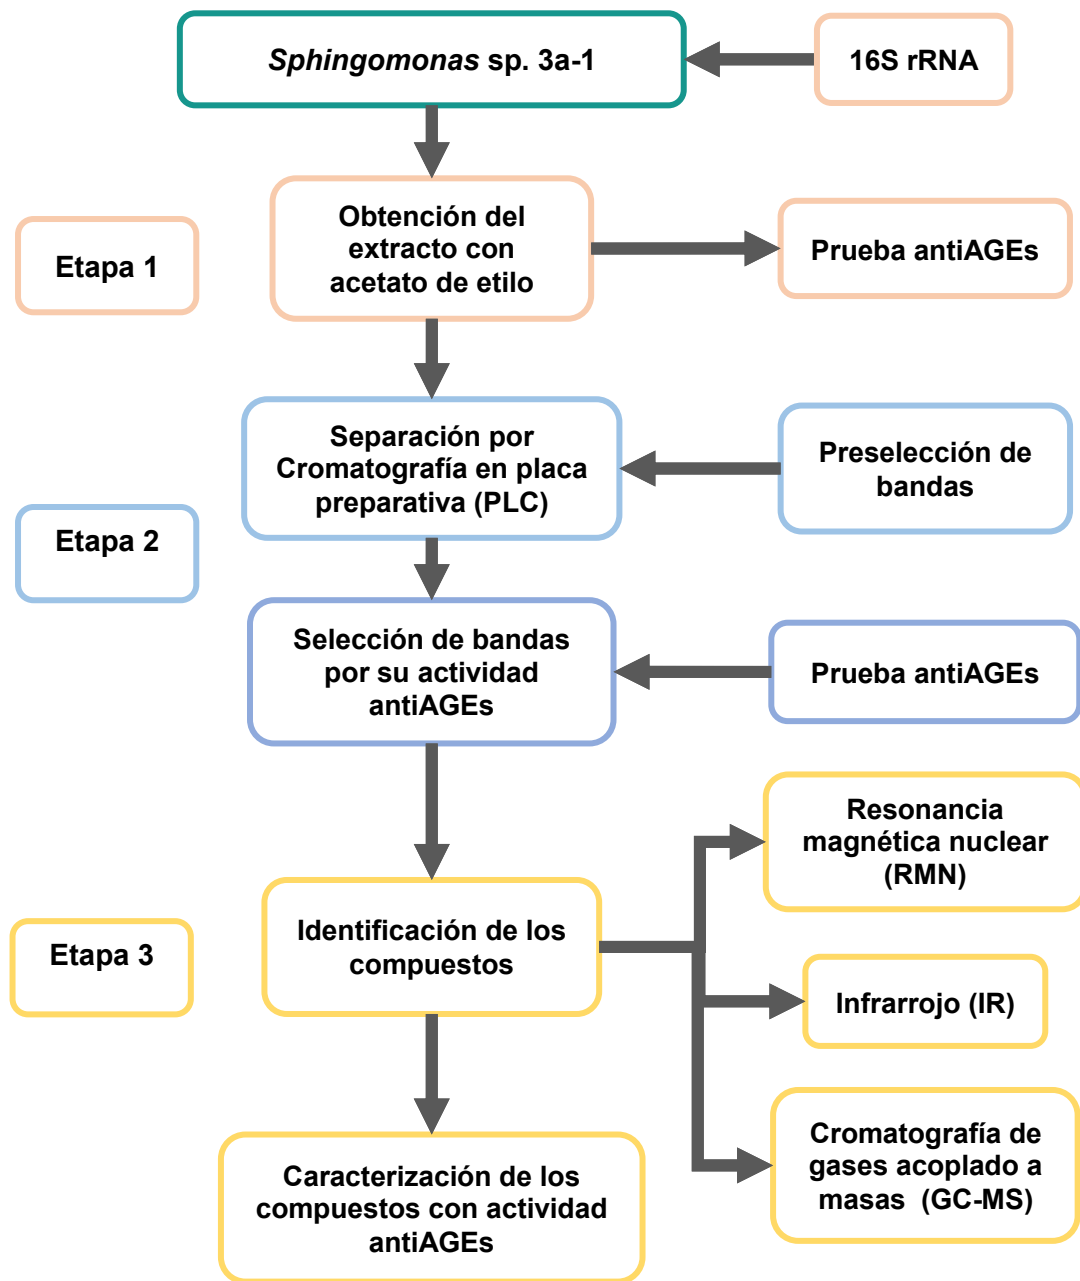 Sphingomonas sp. 3a-1
16S rRNA
Etapa 1
Obtención del
extracto con
acetato de etilo
Prueba antiAGEs
Etapa 2
Separación por
Cromatografía en placa
preparativa (PLC)
Preselección de
bandas
Selección de bandas
por su actividad
antiAGEs
Prueba antiAGEs
Etapa 3
Identificación de los
compuestos
Resonancia
magnética nuclear
(RMN)
Infrarrojo (IR)
Cromatografía de
gases acoplado a
masas  (GC-MS)
Caracterización de los
compuestos con actividad
antiAGEs